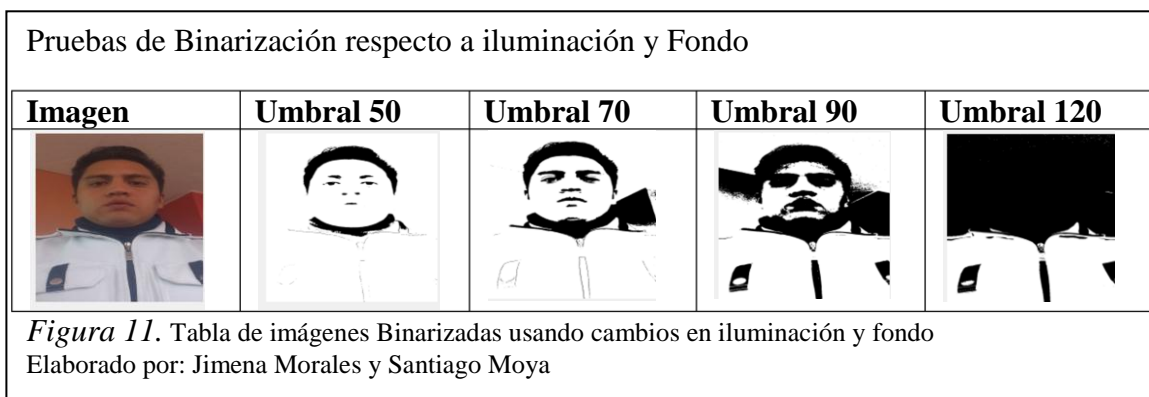 Pruebas de Binarización respecto a iluminación y Fondo
Imagen Umbral 50 Umbral 70 Umbral 90 Umbral 120
Figura 11. Tabla de imágenes Binarizadas usando cambios en iluminación y fondo
Elaborado por: Jimena Morales y Santiago Moya